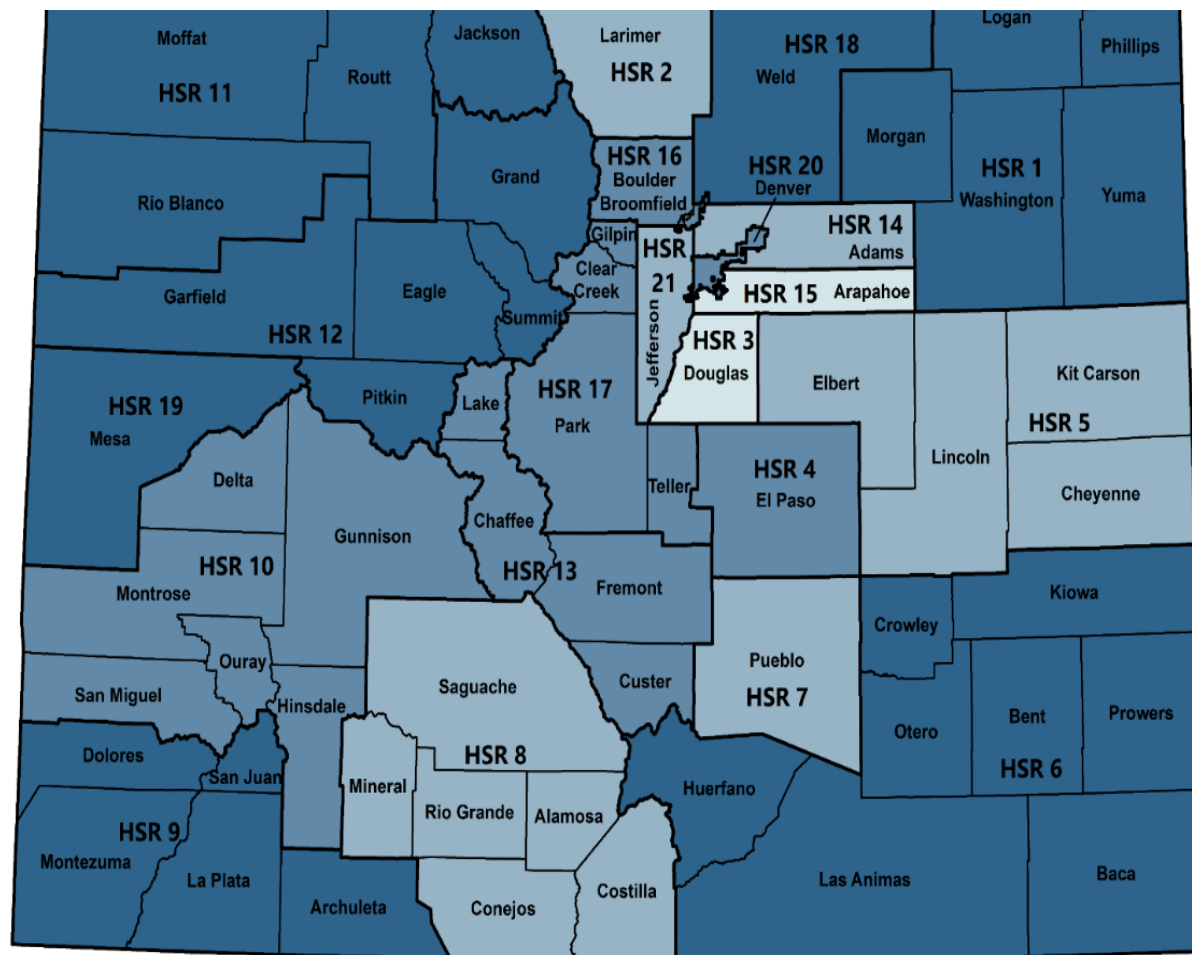 Logan
Moffat
Jackson
Larimer
HSR 18
Phillips
HSR 2
Weld
Routt
HSR 11
Morgan
HSR 16
HSR 20
HSR 1
Grand
Boulder
Denver
Rio Blanco
Broomfield
Washington
Yuma
Gilpin
HSR
21
HSR 14
Adams
Clear
Creek
Garfield
Eagle
HSR 15
Arapahoe
Summit
HSR 12
HSR 3
Jefferson
Douglas
Kit Carson
Elbert
HSR 17
HSR 19
Pitkin
Lake
HSR 5
Park
Mesa
Lincoln
HSR 4
Delta
Teller
El Paso
Cheyenne
Chaffee
Gunnison
HSR 10
HSR 13
Montrose
Fremont
Kiowa
Crowley
Ouray
Pueblo
Saguache
Custer
San Miguel
Hinsdale
HSR 7
Prowers
Bent
Otero
Dolores
HSR 8
San Juan
HSR 6
Mineral
Huerfano
Rio Grande
Alamosa
HSR 9
Montezuma
La Plata
Las Animas
Baca
Costilla
Archuleta
Conejos